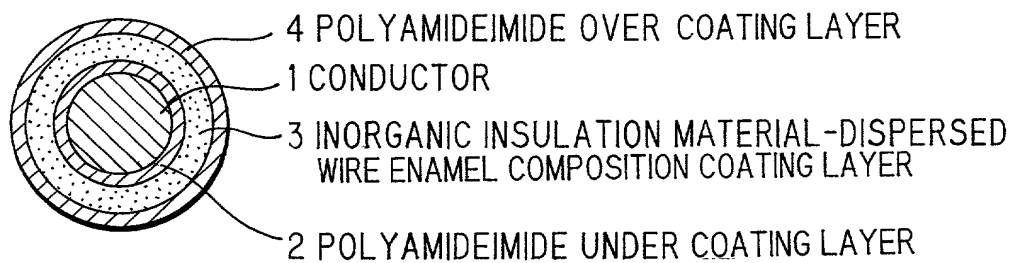 4 POLYAMIDEIMIDE OVER COATING LAYER
1 CONDUCTOR
3 INORGANIC INSULATION MATERIAL-DISPERSED
WIRE ENAMEL COMPOSITION COATING LAYER
2 POLYAMIDEIMIDE UNDER COATING LAYER